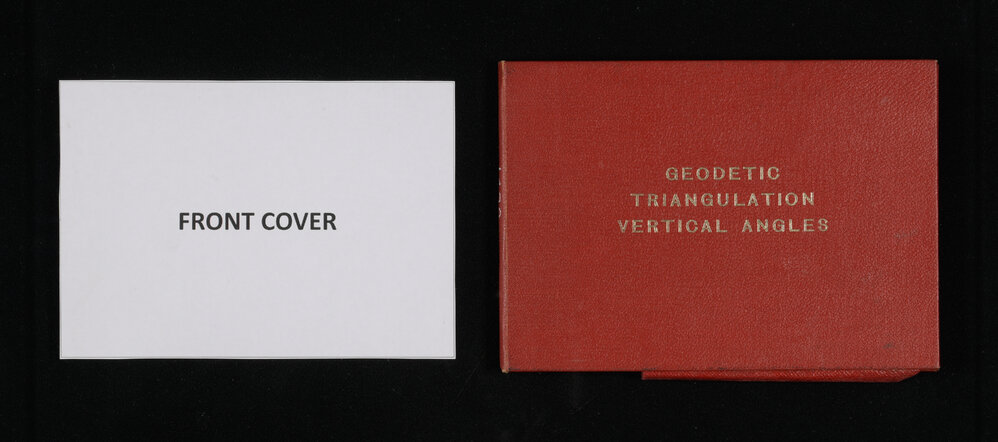 FRONT COVER
GEODETIC
TRIANGULATION
VERTICAL ANGLES